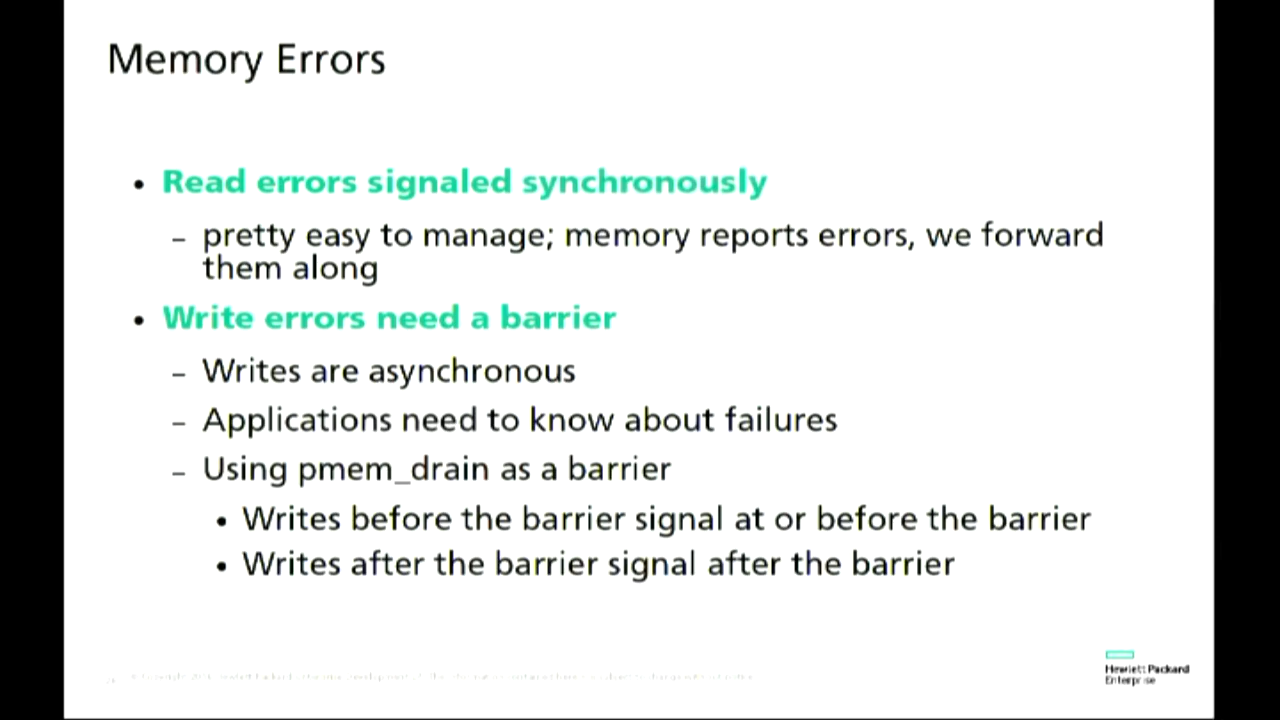 Memory Errors
• Read errors signaled synchronously
– pretty easy to manage; memory reports errors, we forward
them along
• Write errors need a barrier
– Writes are asynchronous
– Applications need to know about failures
– Using pmem_drain as a barrier
• Writes before the barrier signal at or before the barrier
• Writes after the barrier signal after the barrier
Hewlett Packard
Enterprise